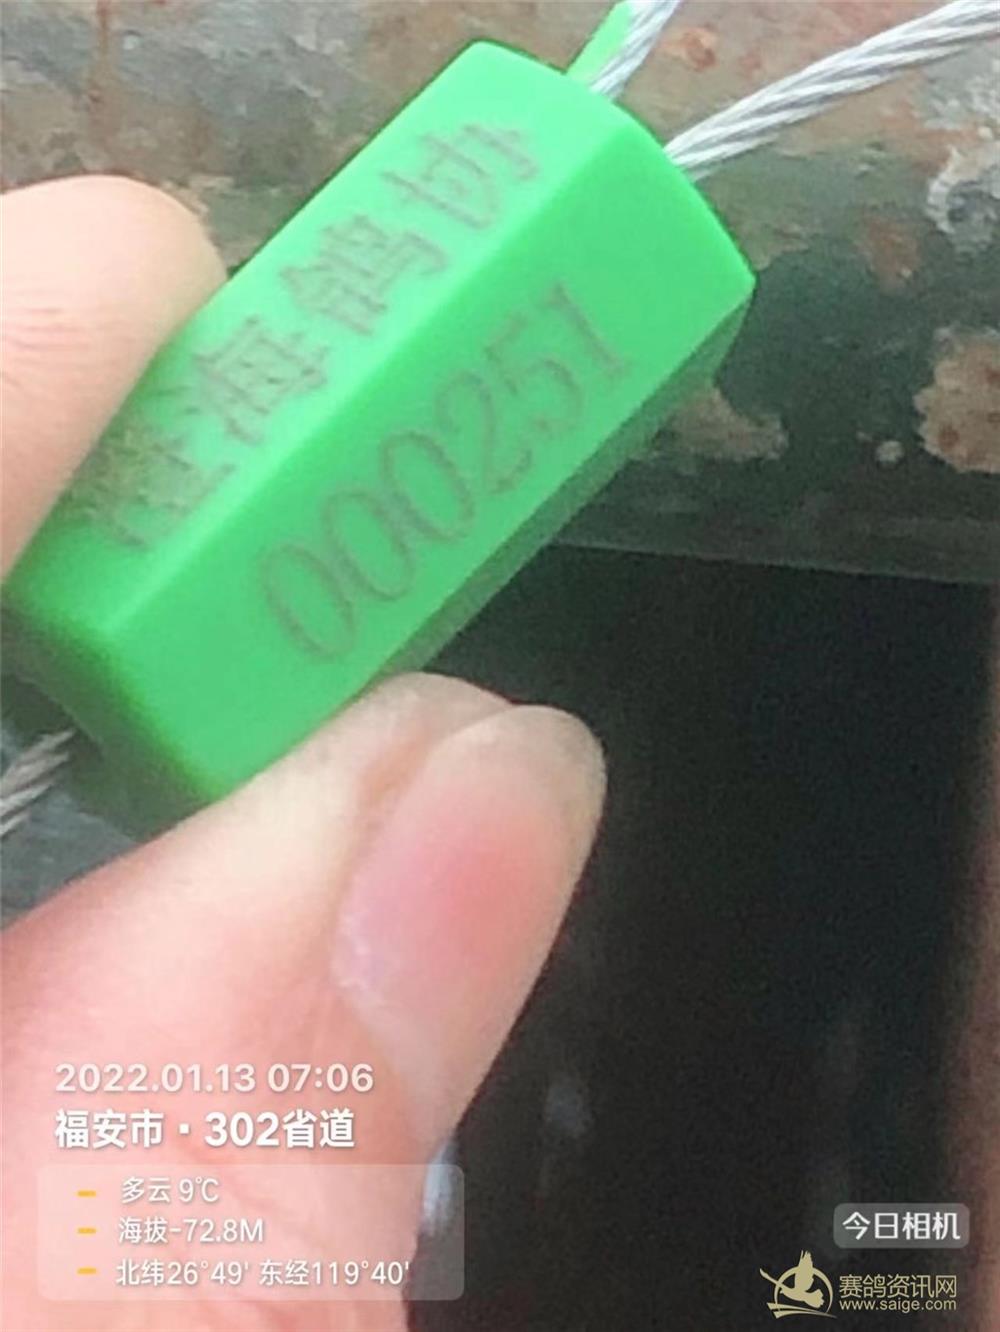 海鸽
000251
2022.01.13 07:06
福安市·302省道
多云 9℃
海拔-72.8M
北纬26°49' 东经119°40'
今日相机
赛鸽资讯网
www.saige.com